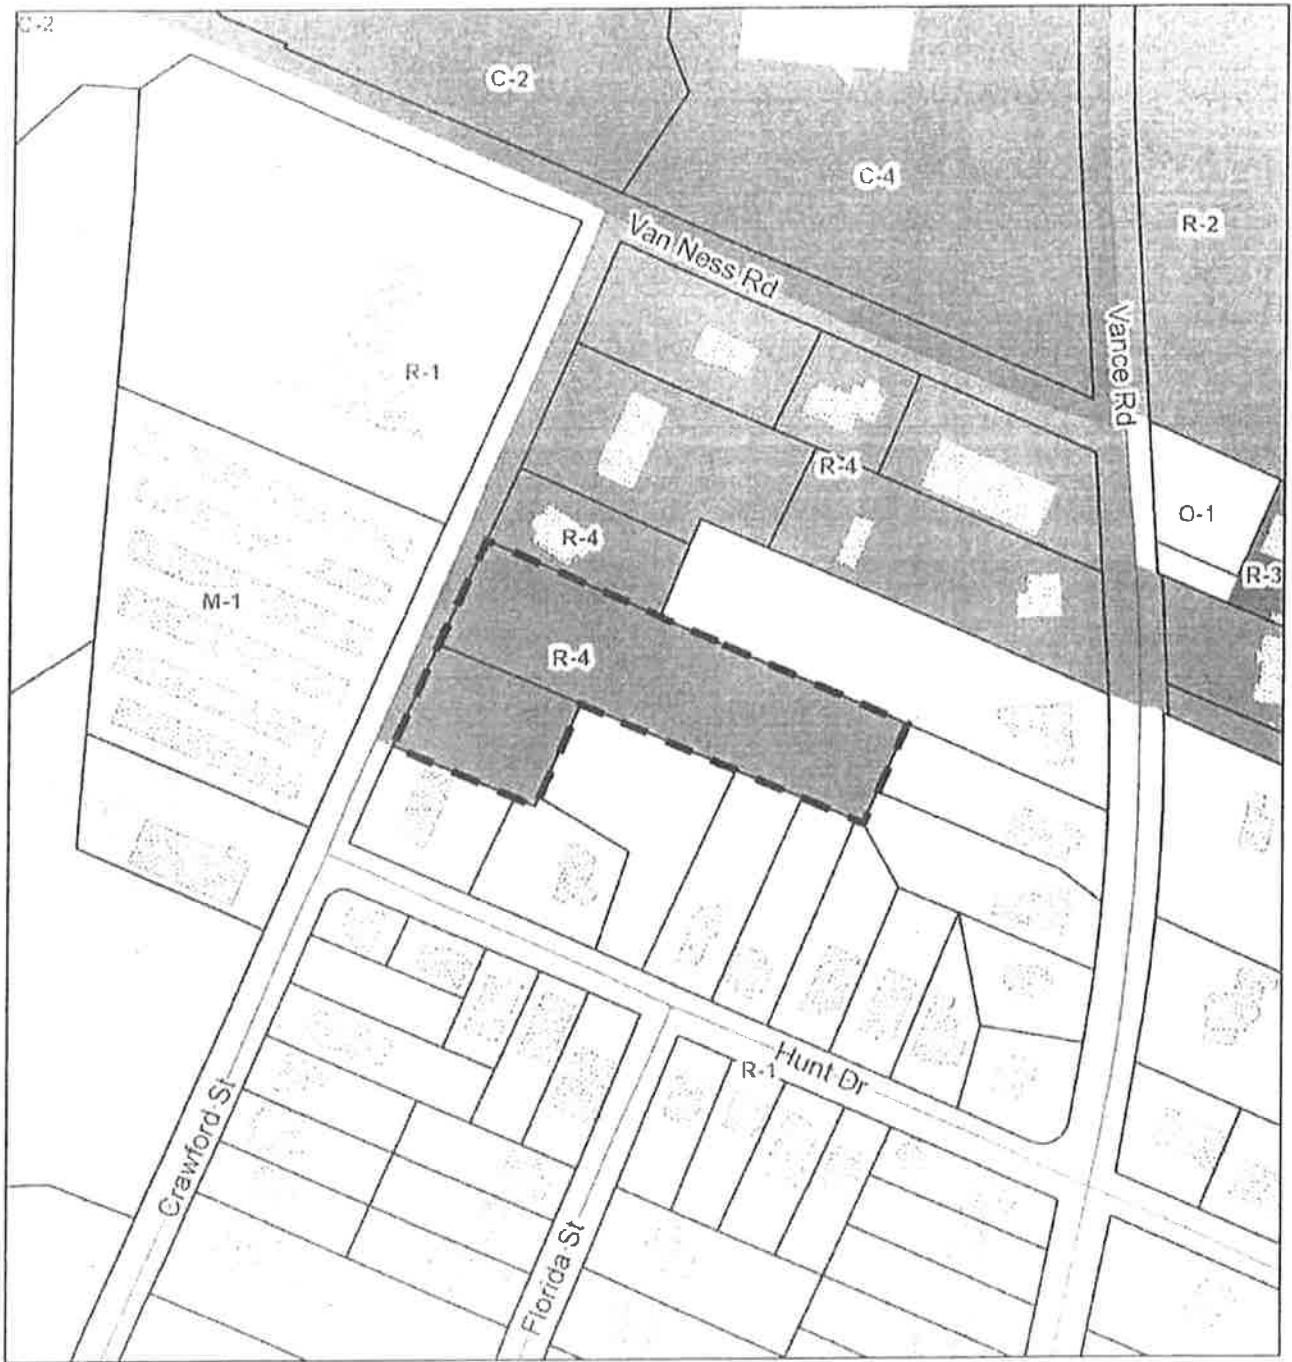 C-2
C-2
C-4
R-2
Van Ness Rd
Vance Rd
R-1
R-4
O-1
R-4
R-3
M-1
R-4
Hunt Dr
R-1
Crawford St
Florida St